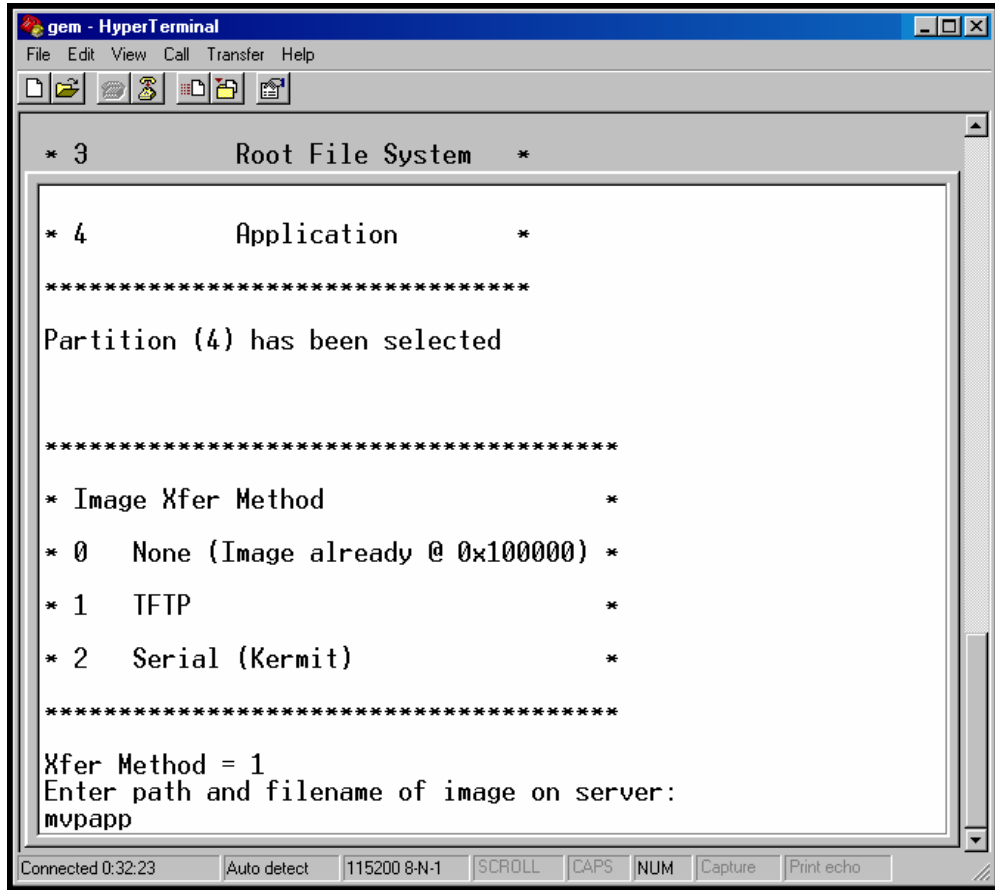 gem - HyperTerminal
File Edit View Call Transfer Help
* 3 Root File System *
* 4 Application *
*********************************
Partition (4) has been selected
***************************************
* Image Xfer Method *
* 0 None (Image already @ 0x100000) *
* 1 TFTP *
* 2 Serial (Kermit) *
***************************************
Xfer Method = 1
Enter path and filename of image on server:
mvpapp
Connected 0:32:23 Auto detect 115200 8-N-1 SCROLL CAPS NUM Capture Print echo